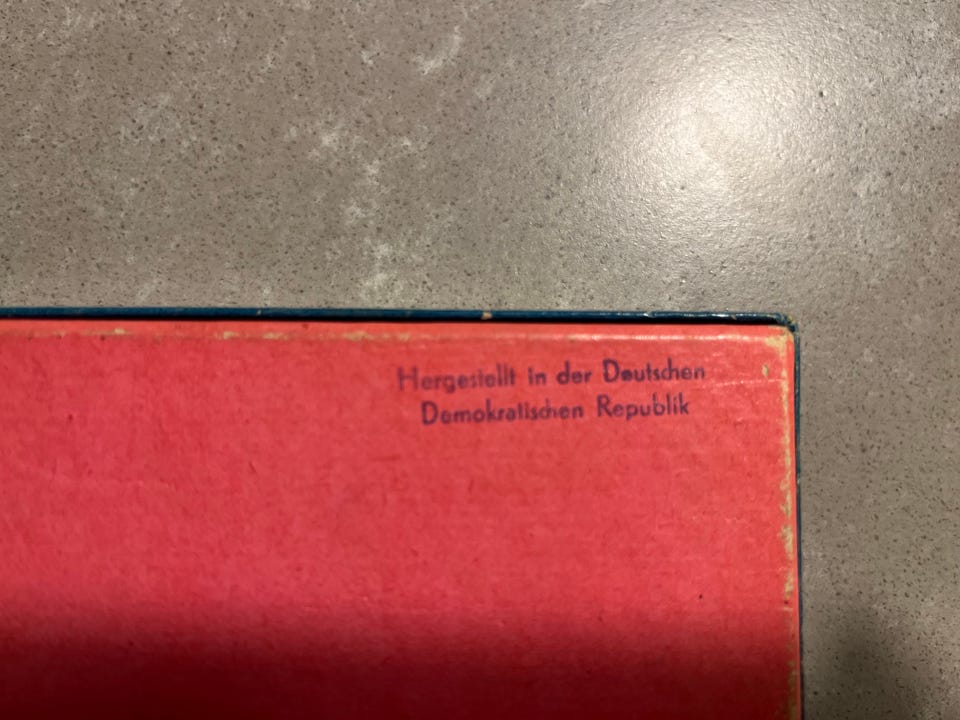 Hergestellt in der Deutschen
Demokratischen Republik